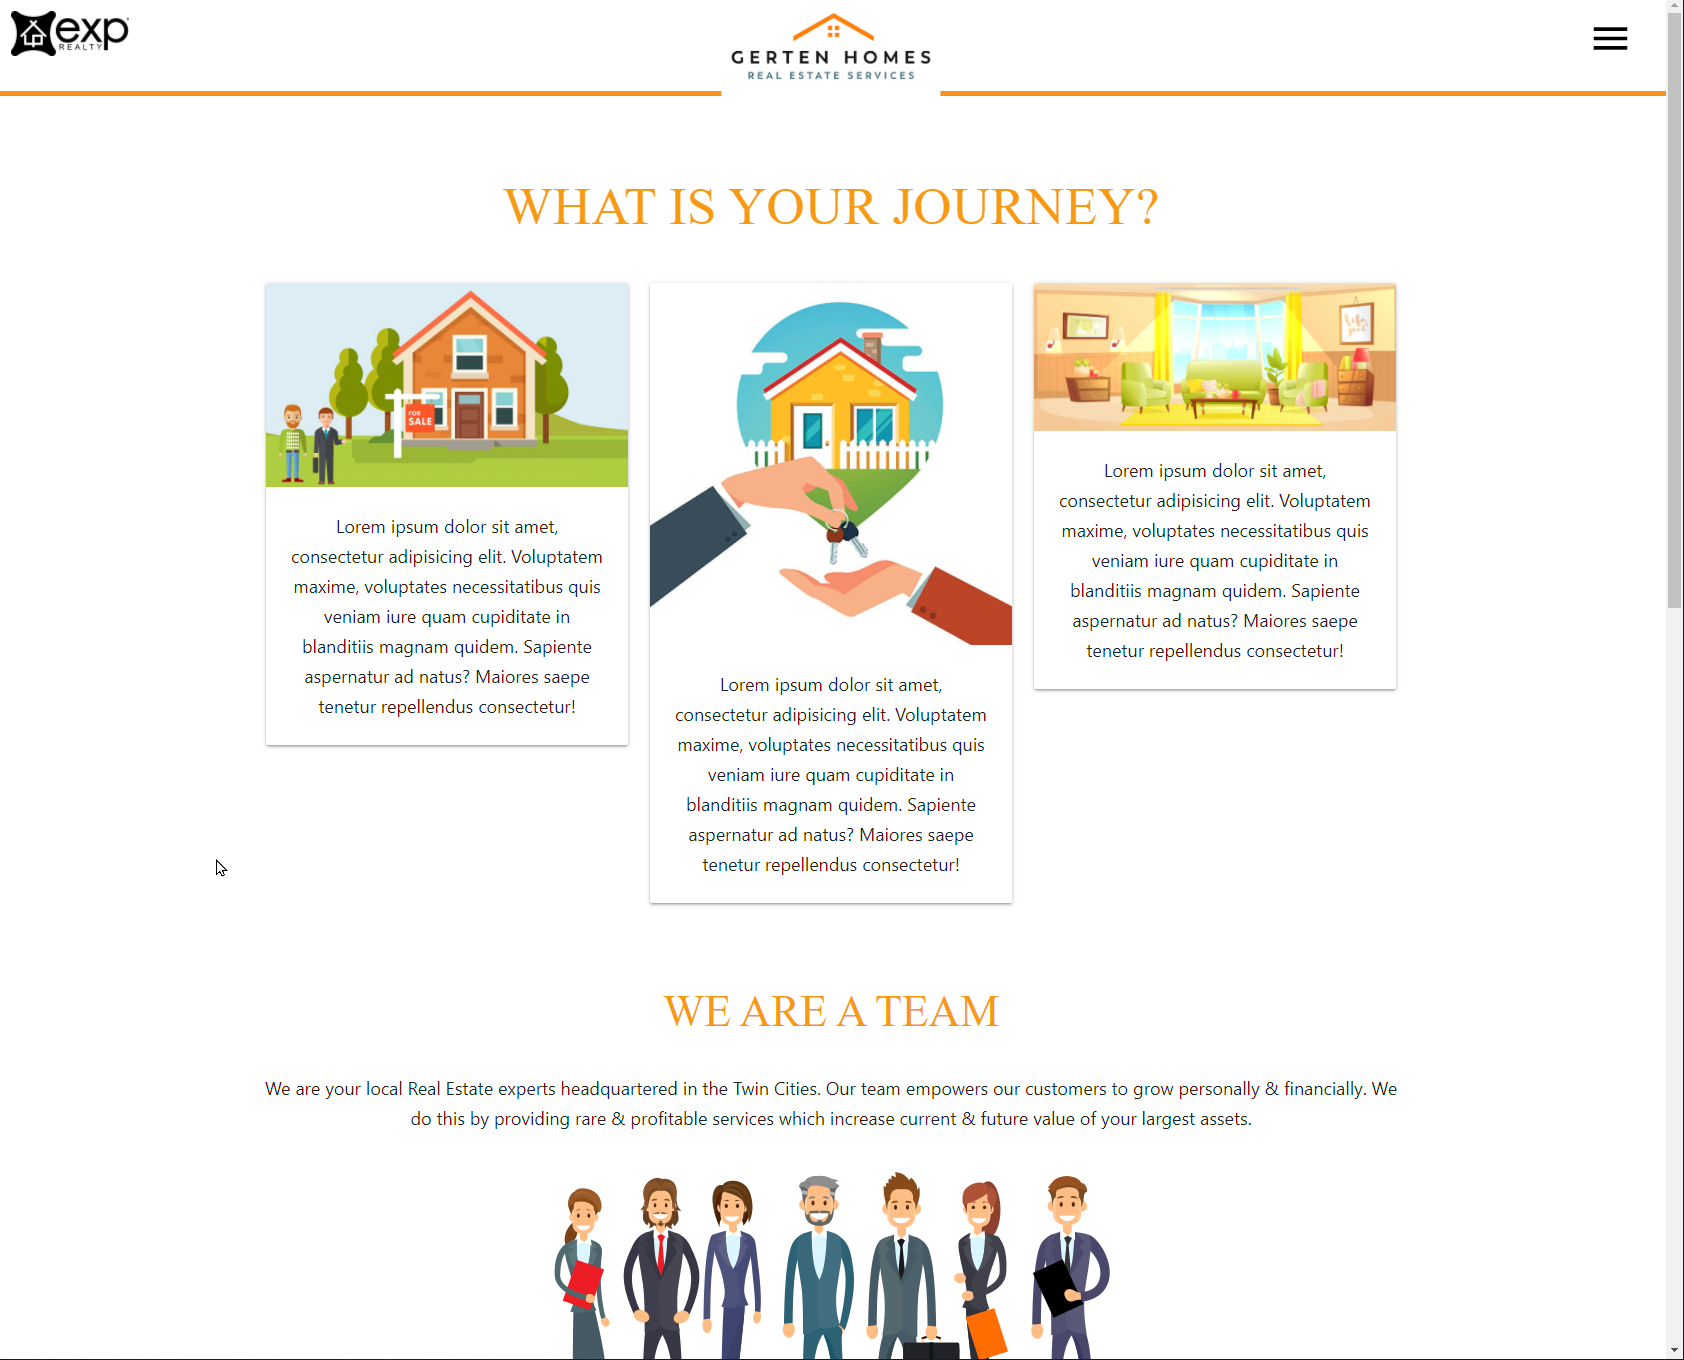 exp
REALTY
GERTEN HOMES
REAL ESTATE SERVICES
WHAT IS YOUR JOURNEY?
FOR
SALE
Lorem ipsum dolor sit amet,
consectetur adipisicing elit. Voluptatem
maxime, voluptates necessitatibus quis
veniam iure quam cupiditate in
blanditiis magnam quidem. Sapiente
aspernatur ad natus? Maiores saepe
tenetur repellendus consectetur!
Lorem ipsum dolor sit amet,
consectetur adipisicing elit. Voluptatem
maxime, voluptates necessitatibus quis
veniam iure quam cupiditate in
blanditiis magnam quidem. Sapiente
aspernatur ad natus? Maiores saepe
tenetur repellendus consectetur!
Lorem ipsum dolor sit amet,
consectetur adipisicing elit. Voluptatem
maxime, voluptates necessitatibus quis
veniam iure quam cupiditate in
blanditiis magnam quidem. Sapiente
aspernatur ad natus? Maiores saepe
tenetur repellendus consectetur!
WE ARE A TEAM
We are your local Real Estate experts headquartered in the Twin Cities. Our team empowers our customers to grow personally & financially. We
do this by providing rare & profitable services which increase current & future value of your largest assets.